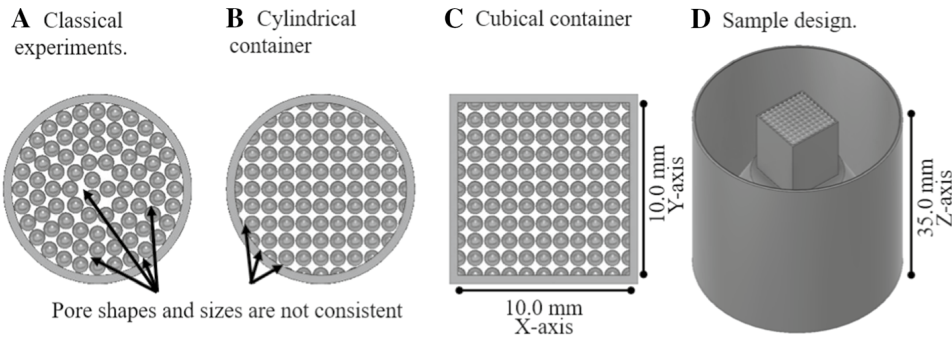 A Classical
experiments.
B Cylindrical
container
C Cubical container
D Sample design.
10.0 mm
Y-axis
35.0 mm
Z-axis
Pore shapes and sizes are not consistent
10.0 mm
X-axis